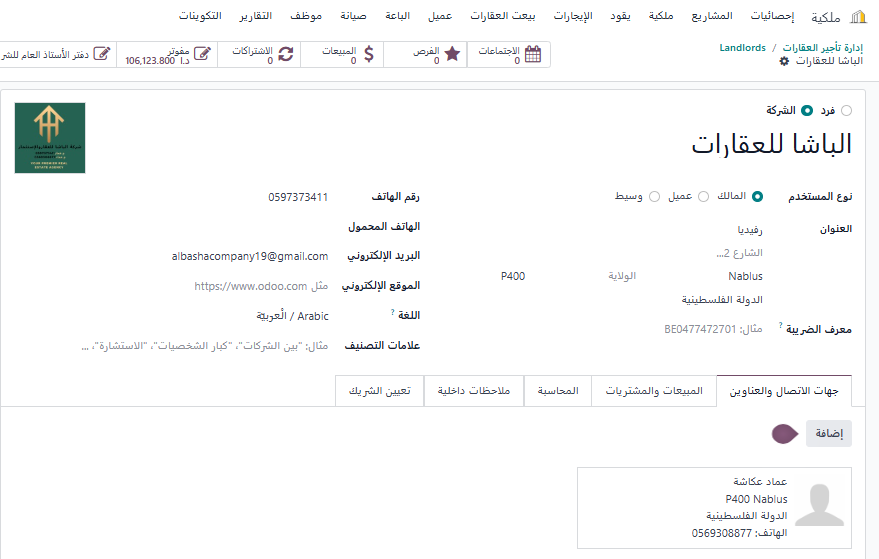 ملكية إحصائيات المشاريع ملكية يقود الإيجارات بيعت العقارات عميل الباعة صيانة موظف التقارير التكوينات
إدارة تأجير العقارات / Landlords
الباشا للعقارات
الاجتماعات 0
الفرص 0
المبيعات 0
الاشتراكات 0
مفوتر 106,123.800 د.ا
دفتر الأستاذ العام للشر
فرد الشركة
الباشا للعقارات
نوع المستخدم المالك عميل وسيط
العنوان رفيديا
الشارع 2...
Nablus الولاية P400
الدولة الفلسطينية
معرف الضريبة ? مثال: BE0477472701
رقم الهاتف 0597373411
الهاتف المحمول
البريد الإلكتروني albashacompany19@gmail.com
الموقع الإلكتروني مثل https://www.odoo.com
اللغة ? Arabic / الْعَرَبيّة
علامات التصنيف مثال: "بين الشركات"، "كبار الشخصيات"، "الاستشارة"، ...
جهات الاتصال والعناوين المبيعات والمشتريات المحاسبة ملاحظات داخلية تعيين الشريك
إضافة
عماد عكاشة
P400 Nablus
الدولة الفلسطينية
الهاتف: 0569308877